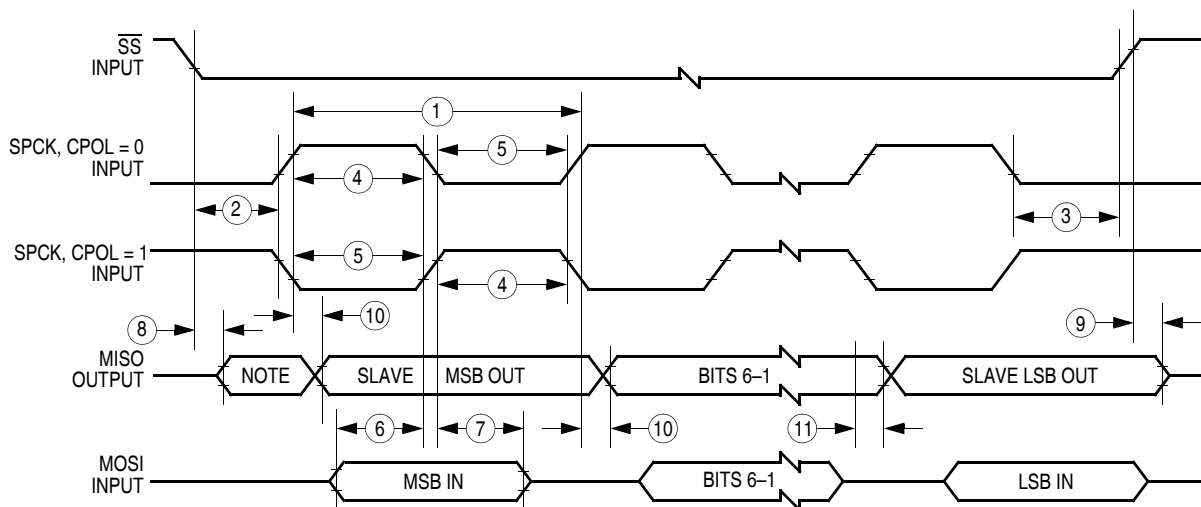 SS
INPUT
1
SPCK, CPOL = 0
INPUT
5
4
2
3
SPCK, CPOL = 1
INPUT
5
4
8
10
9
MISO
OUTPUT
NOTE
SLAVE
MSB OUT
BITS 6–1
SLAVE LSB OUT
6
7
10
11
MOSI
INPUT
MSB IN
BITS 6–1
LSB IN